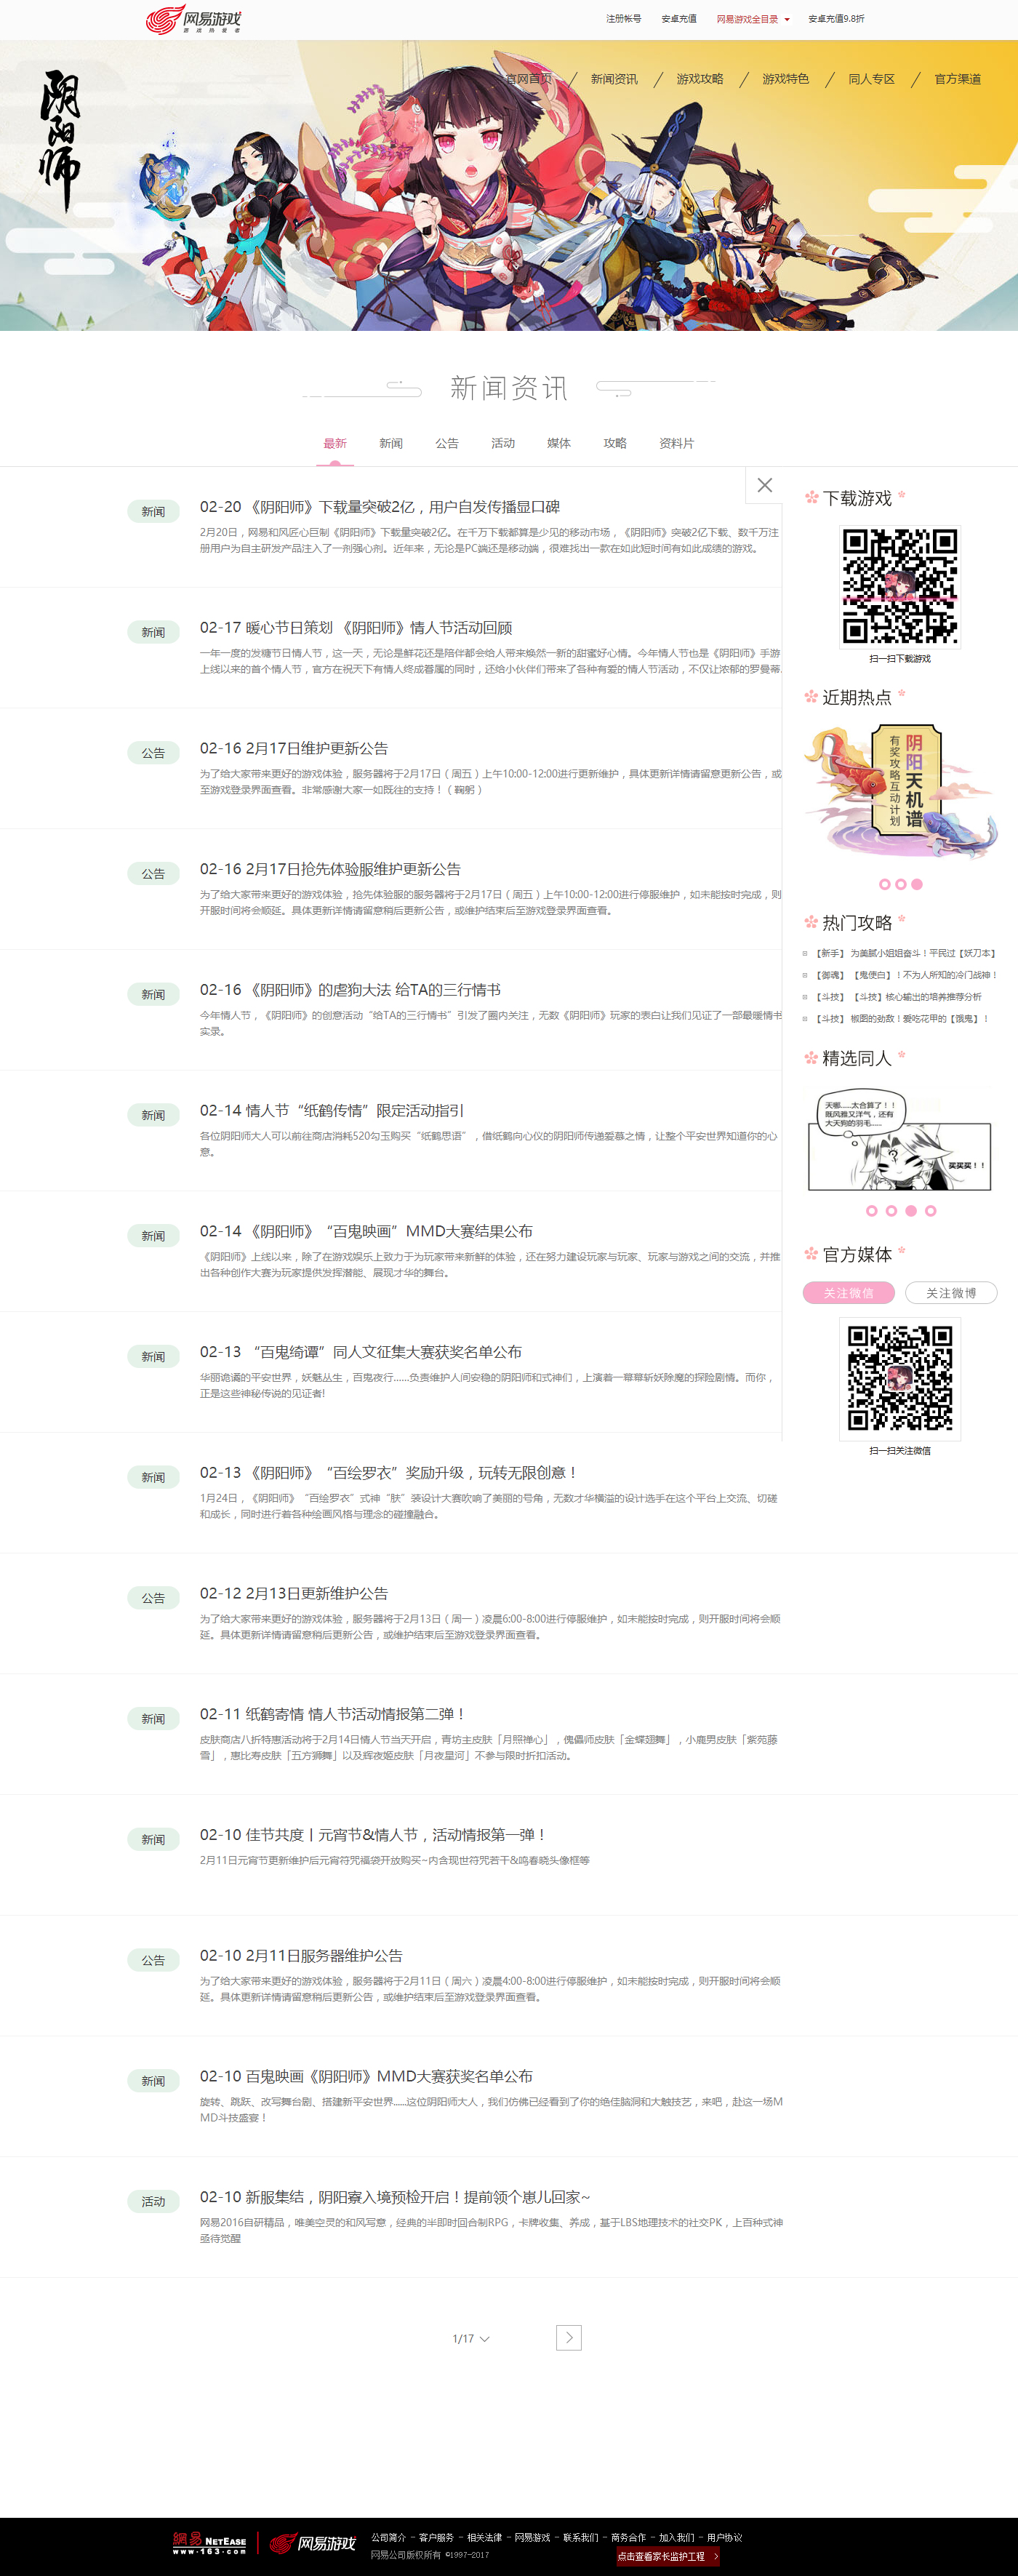 网易游戏
游戏热爱者
注册帐号 安卓充值 网易游戏全目录 安卓充值9.8折
阴阳师
官网首页 新闻资讯 游戏攻略 游戏特色 同人专区 官方渠道
新闻资讯
最新 新闻 公告 活动 媒体 攻略 资料片
新闻
02-20 《阴阳师》下载量突破2亿，用户自发传播显口碑
2月20，网易和风匠心巨制《阴阳师》下载量突破2亿。在千万下载都算是少见的移动市场，《阴阳师》突破2亿下载、数千万注
册用户为自主研发产品注入了一剂强心剂。近年来，无论是PC端还是移动端，很难找出一款在如此短时间有如此成绩的游戏。
新闻
02-17 暖心节日策划 《阴阳师》情人节活动回顾
一年一度的发糖节日情人节，这一天，无论是鲜花还是陪伴都会给人带来焕然一新的甜蜜好心情。今年情人节也是《阴阳师》手游
上线以来的首个情人节，官方在祝天下有情人终成眷属的同时，还给小伙伴们带来了各种有爱的情人节活动，不仅让浓郁的罗曼蒂
公告
02-16 2月17日维护更新公告
为了给大家带来更好的游戏体验，服务器将于2月17日（周五）上午10:00-12:00进行更新维护，具体更新详情请留意更新公告，或
至游戏登录界面查看。非常感谢大家一如既往的支持！（鞠躬）
公告
02-16 2月17日抢先体验服维护更新公告
为了给大家带来更好的游戏体验，抢先体验服的服务器将于2月17日（周五）上午10:00-12:00进行停服维护，如未能按时完成，则
开服时间将会顺延。具体更新详情请留意稍后更新公告，或维护结束后至游戏登录界面查看。
新闻
02-16 《阴阳师》的虐狗大法 给TA的三行情书
今年情人节，《阴阳师》的创意活动“给TA的三行情书”引发了圈内关注，无数《阴阳师》玩家的表白让我们见证了一部最暖情书
实录。
新闻
02-14 情人节“纸鹤传情”限定活动指引
各位阴阳师大人可以前往商店消耗520勾玉购买“纸鹤思语”，借纸鹤向心仪的阴阳师传递爱慕之情，让整个平安世界知道你的心
意。
新闻
02-14 《阴阳师》“百鬼映画”MMD大赛结果公布
《阴阳师》上线以来，除了在游戏娱乐上致力于为玩家带来新鲜的体验，还在努力建设玩家与玩家、玩家与游戏之间的交流，并推
出各种创作大赛为玩家提供发挥潜能、展现才华的舞台。
新闻
02-13 “百鬼绮谭”同人文征集大赛获奖名单公布
华丽诡谲的平安世界，妖魅丛生，百鬼夜行......负责维护人间安稳的阴阳师和式神们，上演着一幕幕斩妖除魔的探险剧情。而你，
正是这些神秘传说的见证者!
新闻
02-13 《阴阳师》“百绘罗衣”奖励升级，玩转无限创意！
1月24日，《阴阳师》“百绘罗衣”式神“肤”装设计大赛吹响了美丽的号角，无数才华横溢的设计选手在这个平台上交流、切磋
和成长，同时进行着各种绘画风格与理念的碰撞融合。
公告
02-12 2月13日更新维护公告
为了给大家带来更好的游戏体验，服务器将于2月13日（周一）凌晨6:00-8:00进行停服维护，如未能按时完成，则开服时间将会顺
延。具体更新详情请留意稍后更新公告，或维护结束后至游戏登录界面查看。
新闻
02-11 纸鹤寄情 情人节活动情报第二弹！
皮肤商店八折特惠活动将于2月14日情人节当天开启，青坊主皮肤「月照禅心」，傀儡师皮肤「金蝶翅舞」，小鹿男皮肤「紫苑藤
雪」，惠比寿皮肤「五方狮舞」以及辉夜姬皮肤「月夜星河」不参与限时折扣活动。
新闻
02-10 佳节共度丨元宵节&情人节，活动情报第一弹！
2月11日元宵节更新维护后元宵符咒福袋开放购买~内含现世符咒若干&鸣春晓头像框等
公告
02-10 2月11日服务器维护公告
为了给大家带来更好的游戏体验，服务器将于2月11日（周六）凌晨4:00-8:00进行停服维护，如未能按时完成，则开服时间将会顺
延。具体更新详情请留意稍后更新公告，或维护结束后至游戏登录界面查看。
新闻
02-10 百鬼映画《阴阳师》MMD大赛获奖名单公布
旋转、跳跃、改写舞台剧、搭建新平安世界......这位阴阳师大人，我们仿佛已经看到了你的绝佳脑洞和大触技艺，来吧，赴这一场M
MD斗技盛宴！
活动
02-10 新服集结，阴阳寮入境预检开启！提前领个崽儿回家~
网易2016自研精品，唯美空灵的和风写意，经典的半即时回合制RPG，卡牌收集、养成，基于LBS地理技术的社交PK，上百种式神
亟待觉醒
1/17
下载游戏
扫一扫下载游戏
近期热点
阴阳天机谱
有奖攻略互动计划
热门攻略
【新手】 为美腻小姐姐奋斗！平民过【妖刀本】
【御魂】 【鬼使白】！不为人所知的冷门战神！
【斗技】 【斗技】核心输出的培养推荐分析
【斗技】 椒图的劲敌！爱吃花甲的【饿鬼】！
精选同人
天哪......太合算了！！
既风雅又洋气，还有
大天狗的羽毛......
买买买！！
官方媒体
关注微信 关注微博
扫一扫关注微信
網易 NETEASE
www.163.com
网易游戏
公司简介 - 客户服务 - 相关法律 - 网易游戏 - 联系我们 - 商务合作 - 加入我们 - 用户协议
网易公司版权所有 ©1997-2017
点击查看家长监护工程